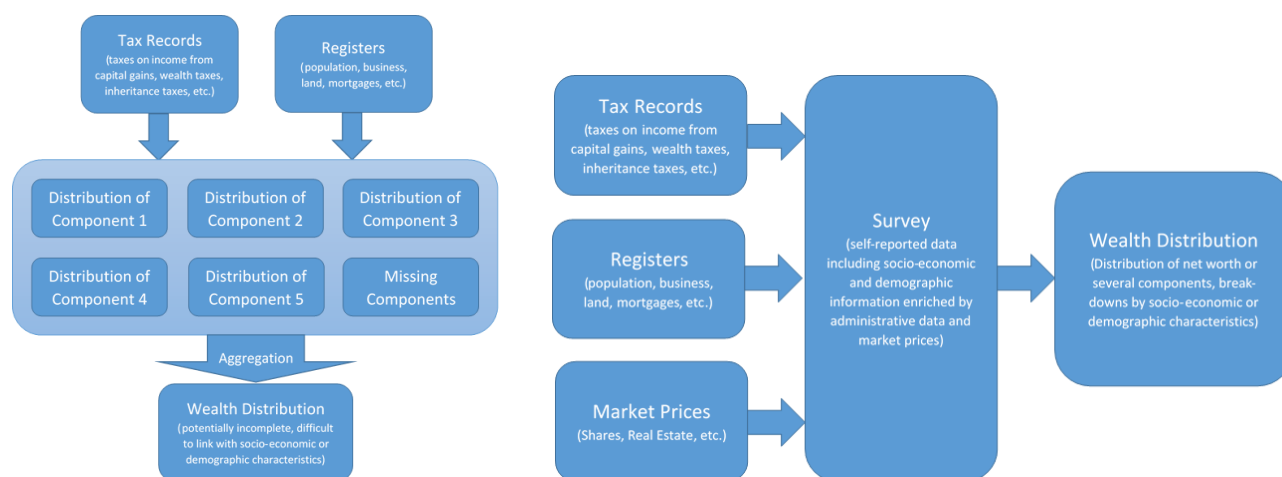 Tax Records
(taxes on income from
capital gains, wealth taxes,
inheritance taxes, etc.)
Registers
(population, business,
land, mortgages, etc.)
Distribution of
Component 1
Distribution of
Component 2
Distribution of
Component 3
Distribution of
Component 4
Distribution of
Component 5
Missing
Components
Aggregation
Wealth Distribution
(potentially incomplete, difficult
to link with socio-economic or
demographic characteristics)
Tax Records
(taxes on income from
capital gains, wealth taxes,
inheritance taxes, etc.)
Registers
(population, business,
land, mortgages, etc.)
Market Prices
(Shares, Real Estate, etc.)
Survey
(self-reported data
including socio-economic
and demographic
information enriched by
administrative data and
market prices)
Wealth Distribution
(Distribution of net worth or
several components, break-
downs by socio-economic or
demographic characteristics)